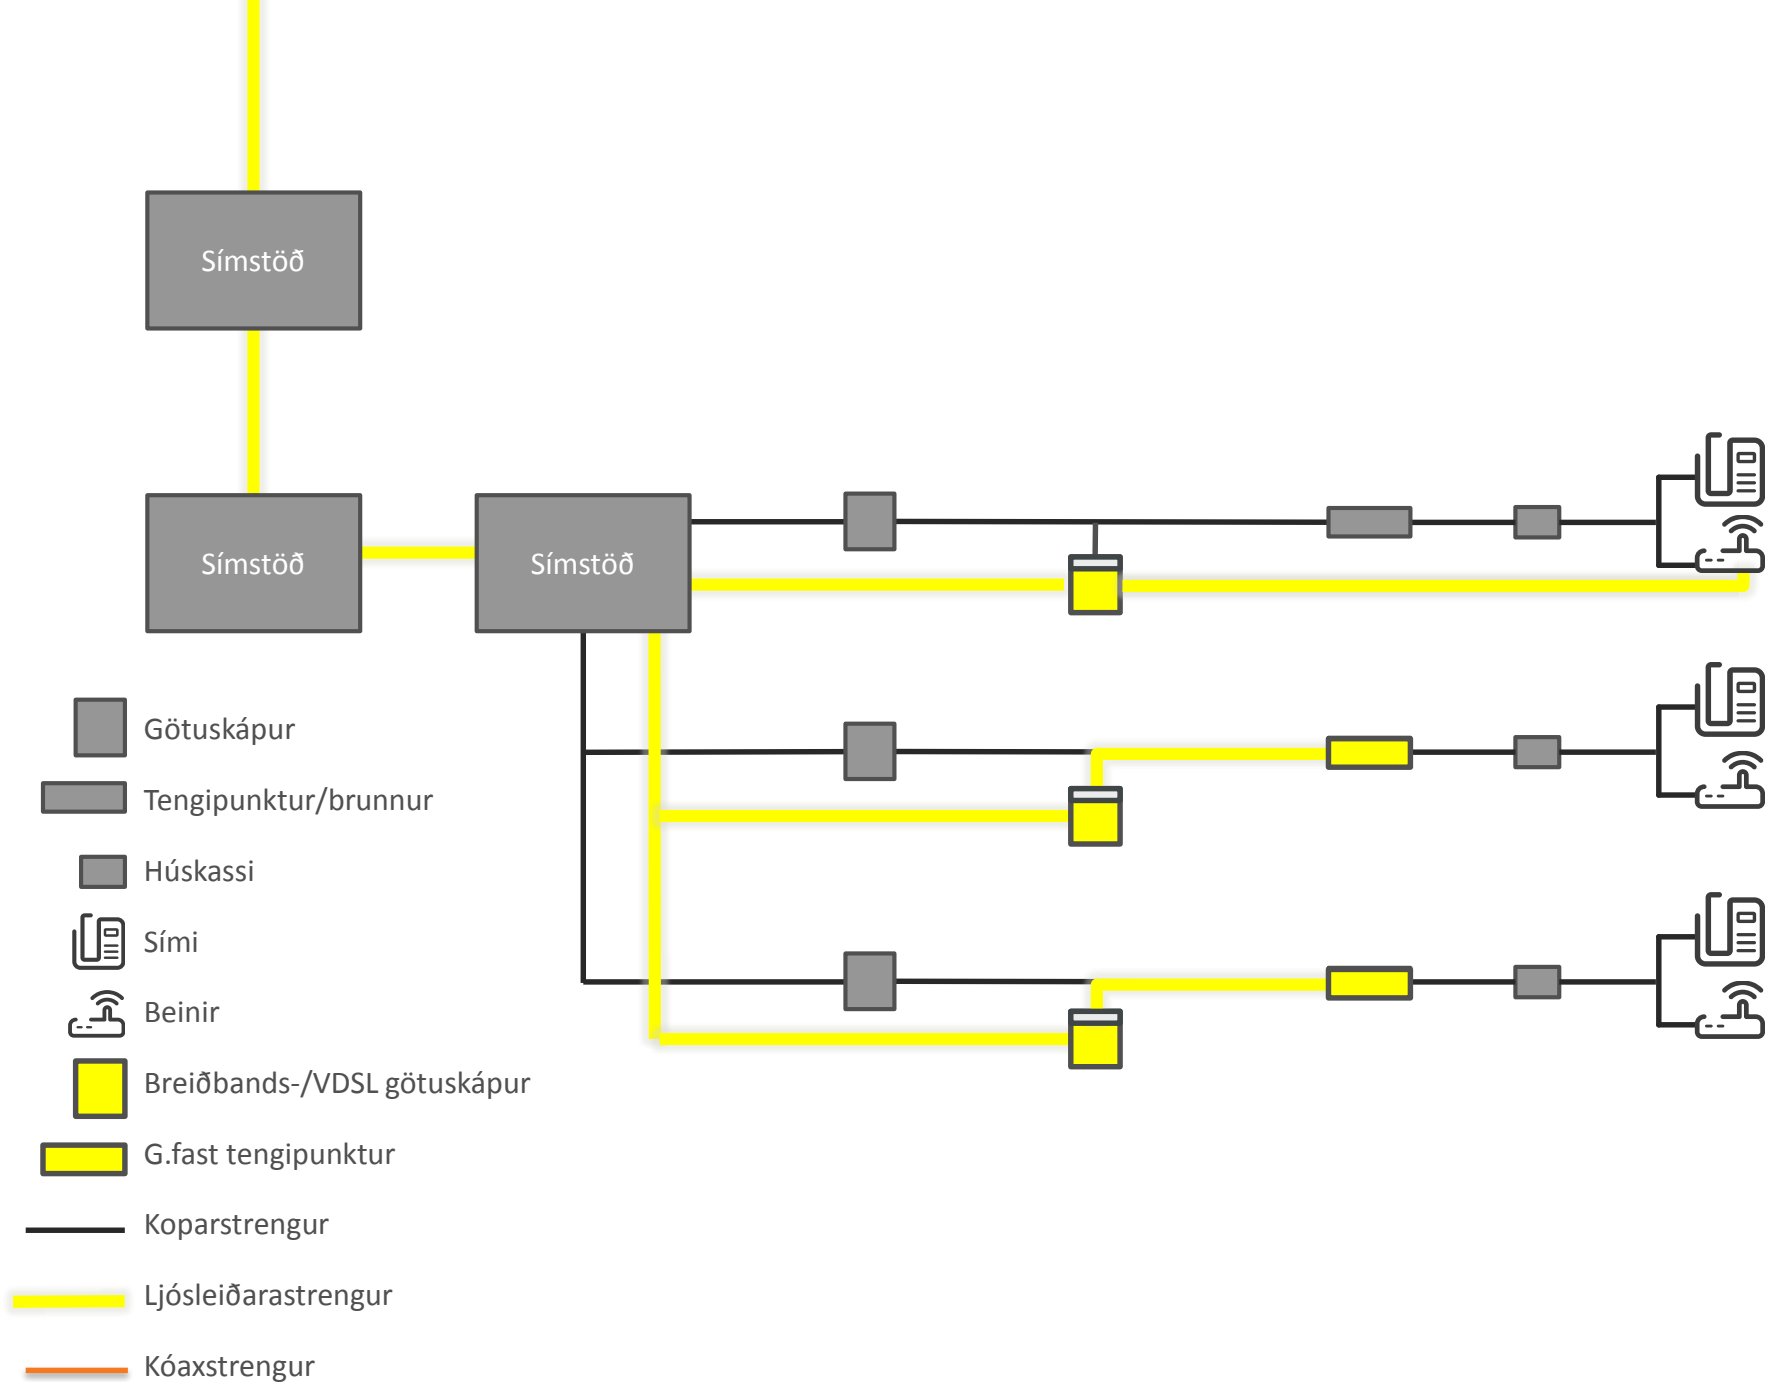 Símstöð
Símstöð
Símstöð
Götuskápur
Tengipunktur/brunnur
Húskassi
Sími
Beinir
Breiðbands-/VDSL götuskápur
G.fast tengipunktur
Koparstrengur
Ljósleiðarastrengur
Kóaxstrengur